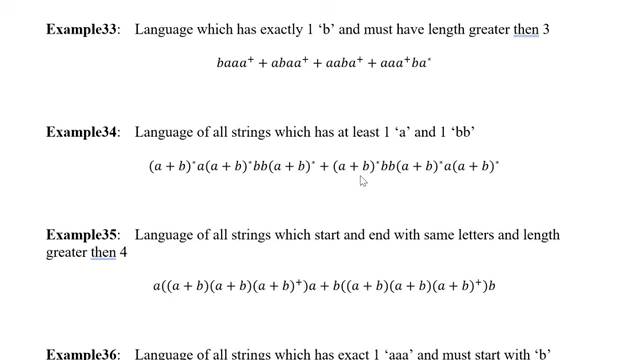 Example33: Language which has exactly 1 ‘b’ and must have length greater then 3
baaa⁺ + abaa⁺ + aaba⁺ + aaa⁺ba*
Example34: Language of all strings which has at least 1 ‘a’ and 1 ‘bb’
(a + b)*a(a + b)*bb(a + b)* + (a + b)*bb(a + b)*a(a + b)*
Example35: Language of all strings which start and end with same letters and length
greater then 4
a((a + b)(a + b)(a + b)⁺)a + b((a + b)(a + b)(a + b)⁺)b
Example36: Language of all strings which has exact 1 ‘aaa’ and must start with ‘b’